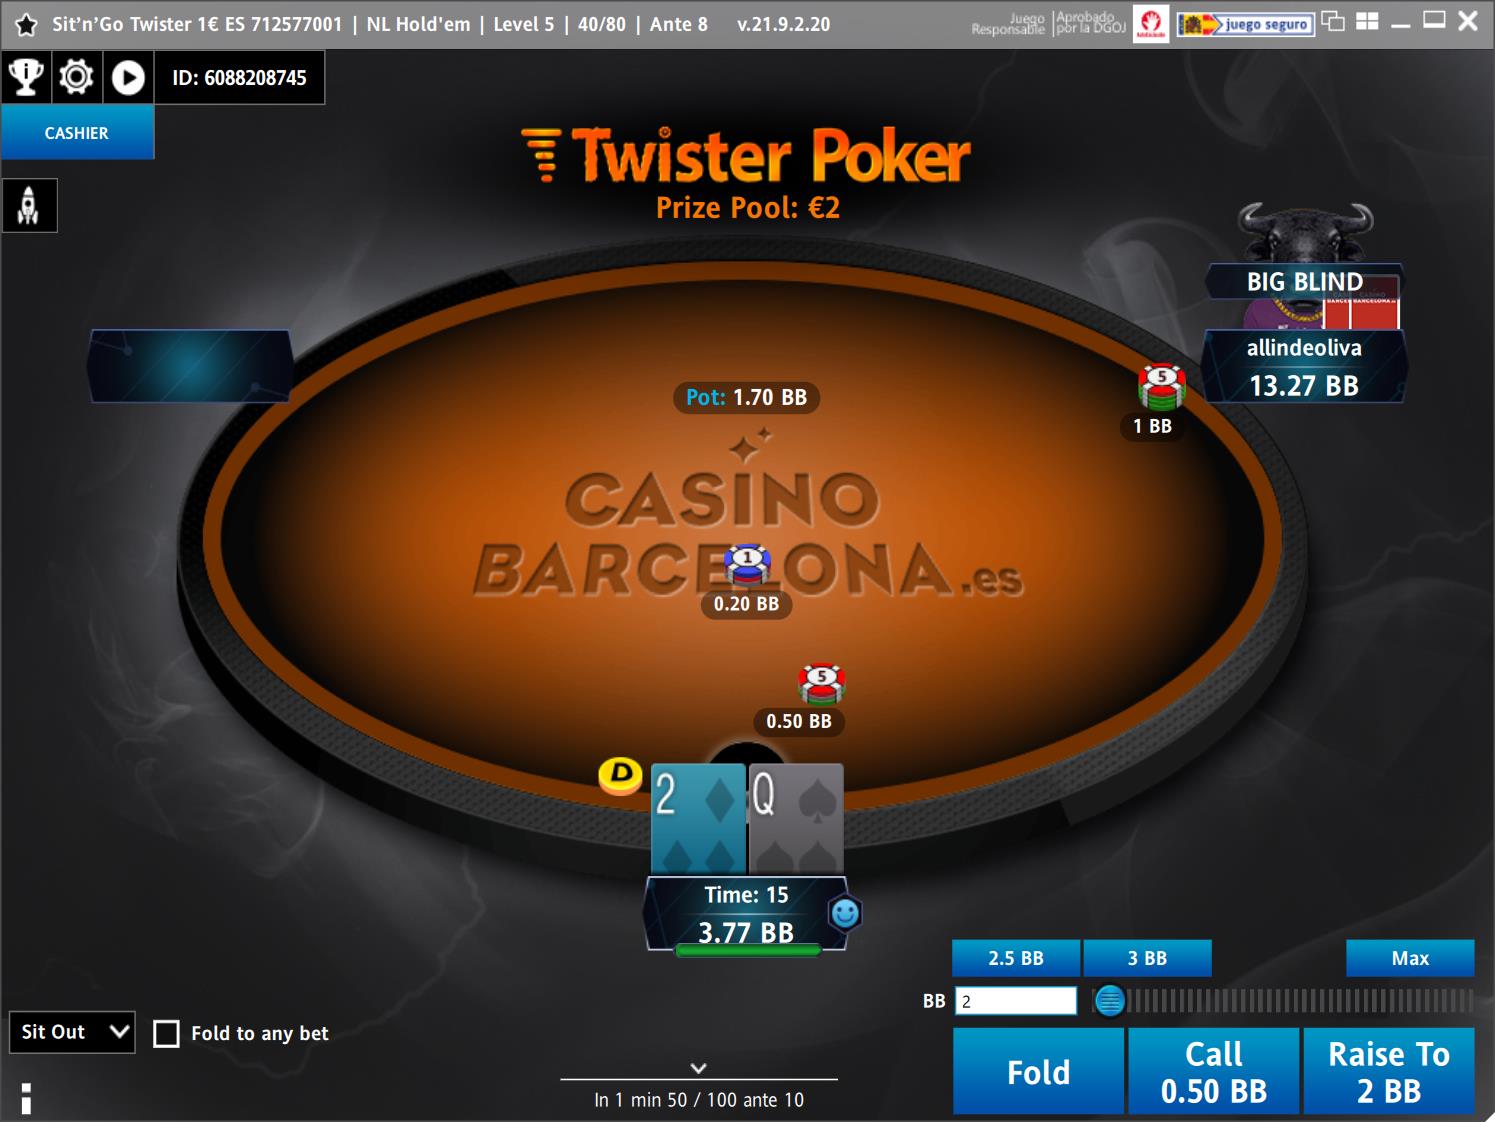 Sit'n'Go Twister 1€ ES 712577001 | NL Hold'em | Level 5 | 40/80 | Ante 8 v.21.9.2.20
Juego Responsable
Aprobado por la DGOJ
juego seguro
ID: 6088208745
CASHIER
Twister Poker
Prize Pool: €2
BIG BLIND
allindeoliva
13.27 BB
Pot: 1.70 BB
5
1 BB
CASINO
BARCELONA.es
1
0.20 BB
5
0.50 BB
D
2 Q
Time: 15
3.77 BB
2.5 BB
3 BB
Max
BB 2
Sit Out
Fold to any bet
Fold
Call
0.50 BB
Raise To
2 BB
In 1 min 50 / 100 ante 10